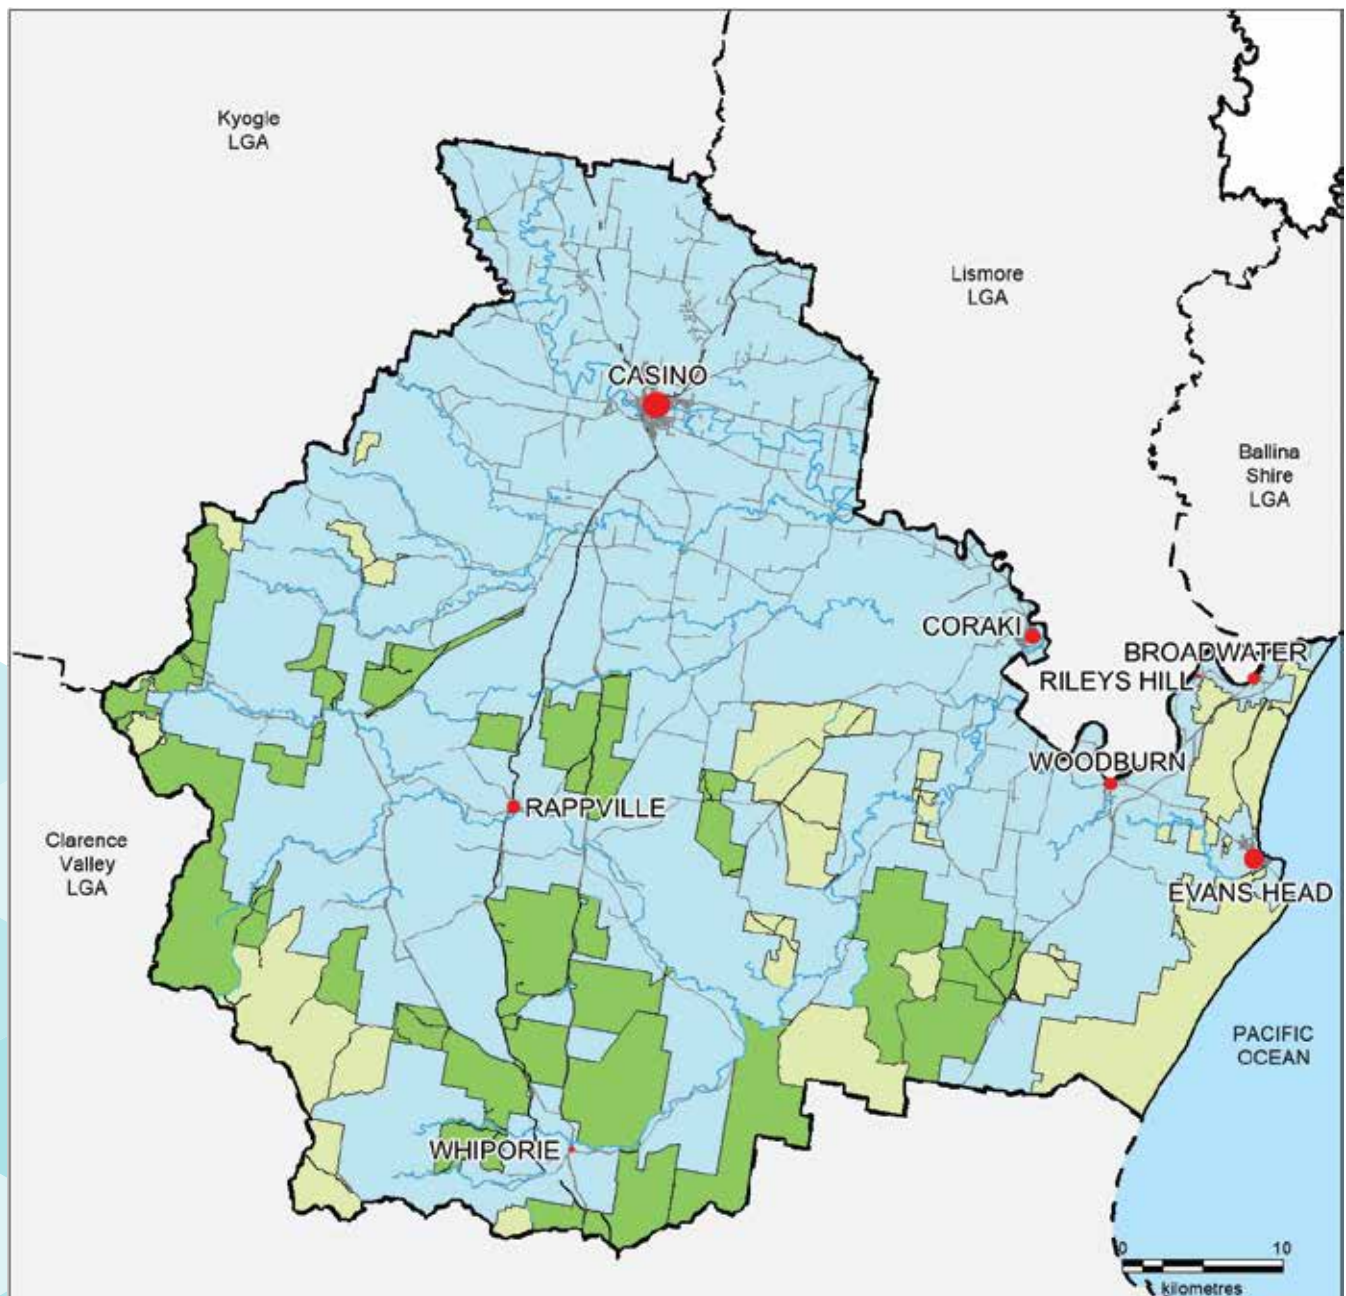 Kyogle
LGA
Lismore
LGA
CASINO
Ballina
Shire
LGA
CORAKI
BROADWATER
RILEYS HILL
WOODBURN
RAPPVILLE
Clarence
Valley
LGA
EVANS HEAD
PACIFIC
OCEAN
WHIPORIE
0 10
kilometres